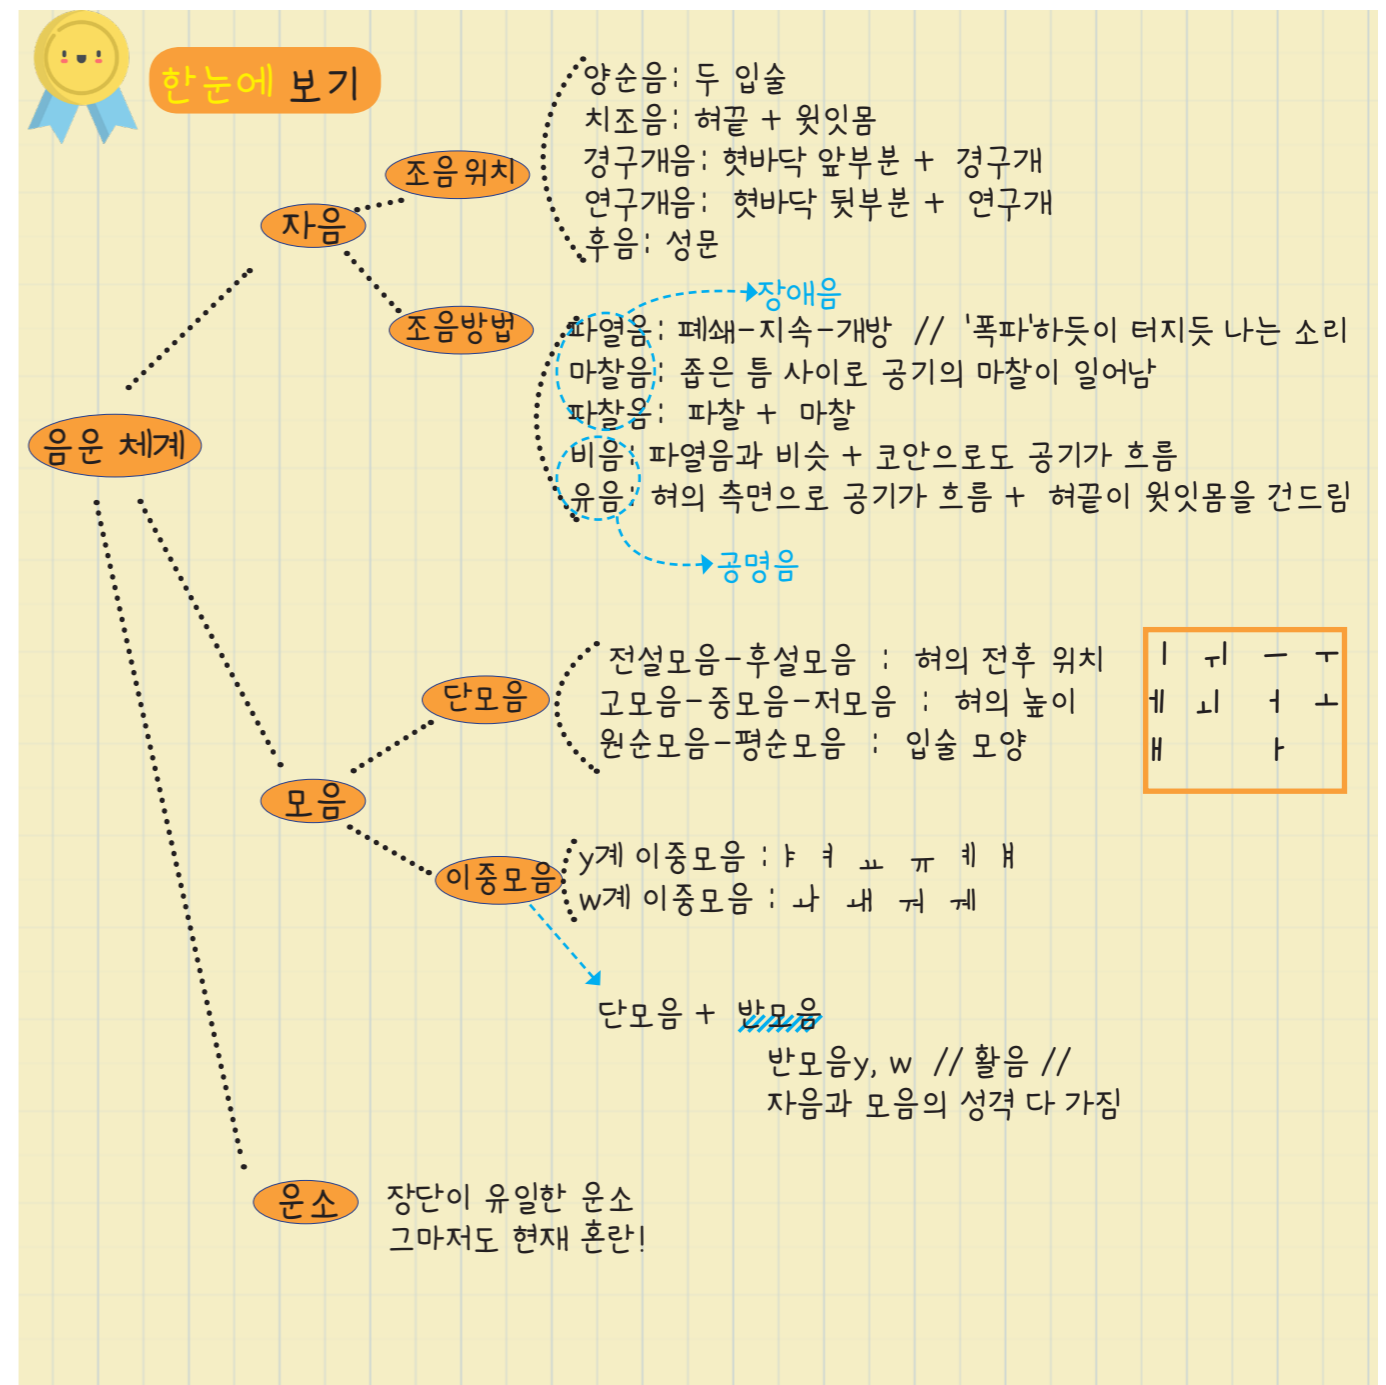 한눈에 보기
음운 체계
자음
조음위치
양순음: 두 입술
치조음: 혀끝 + 윗잇몸
경구개음: 혓바닥 앞부분 + 경구개
연구개음: 혓바닥 뒷부분 + 연구개
후음: 성문
조음방법
장애음
파열음: 폐쇄-지속-개방 // '폭파'하듯이 터지듯 나는 소리
마찰음: 좁은 틈 사이로 공기의 마찰이 일어남
파찰음: 파찰 + 마찰
비음: 파열음과 비슷 + 코안으로도 공기가 흐름
유음: 혀의 측면으로 공기가 흐름 + 혀끝이 윗잇몸을 건드림
공명음
모음
단모음
전설모음-후설모음 : 혀의 전후 위치
고모음-중모음-저모음 : 혀의 높이
원순모음-평순모음 : 입술 모양
ㅣ ㅟ ㅡ ㅜ
ㅔ ㅚ ㅓ ㅗ
ㅐ ㅏ
이중모음
y계 이중모음 : ㅑ ㅕ ㅛ ㅠ ㅖ ㅒ
w계 이중모음 : ㅘ ㅙ ㅝ ㅞ
단모음 + 반모음
반모음y, w // 활음 //
자음과 모음의 성격 다 가짐
운소
장단이 유일한 운소
그마저도 현재 혼란!